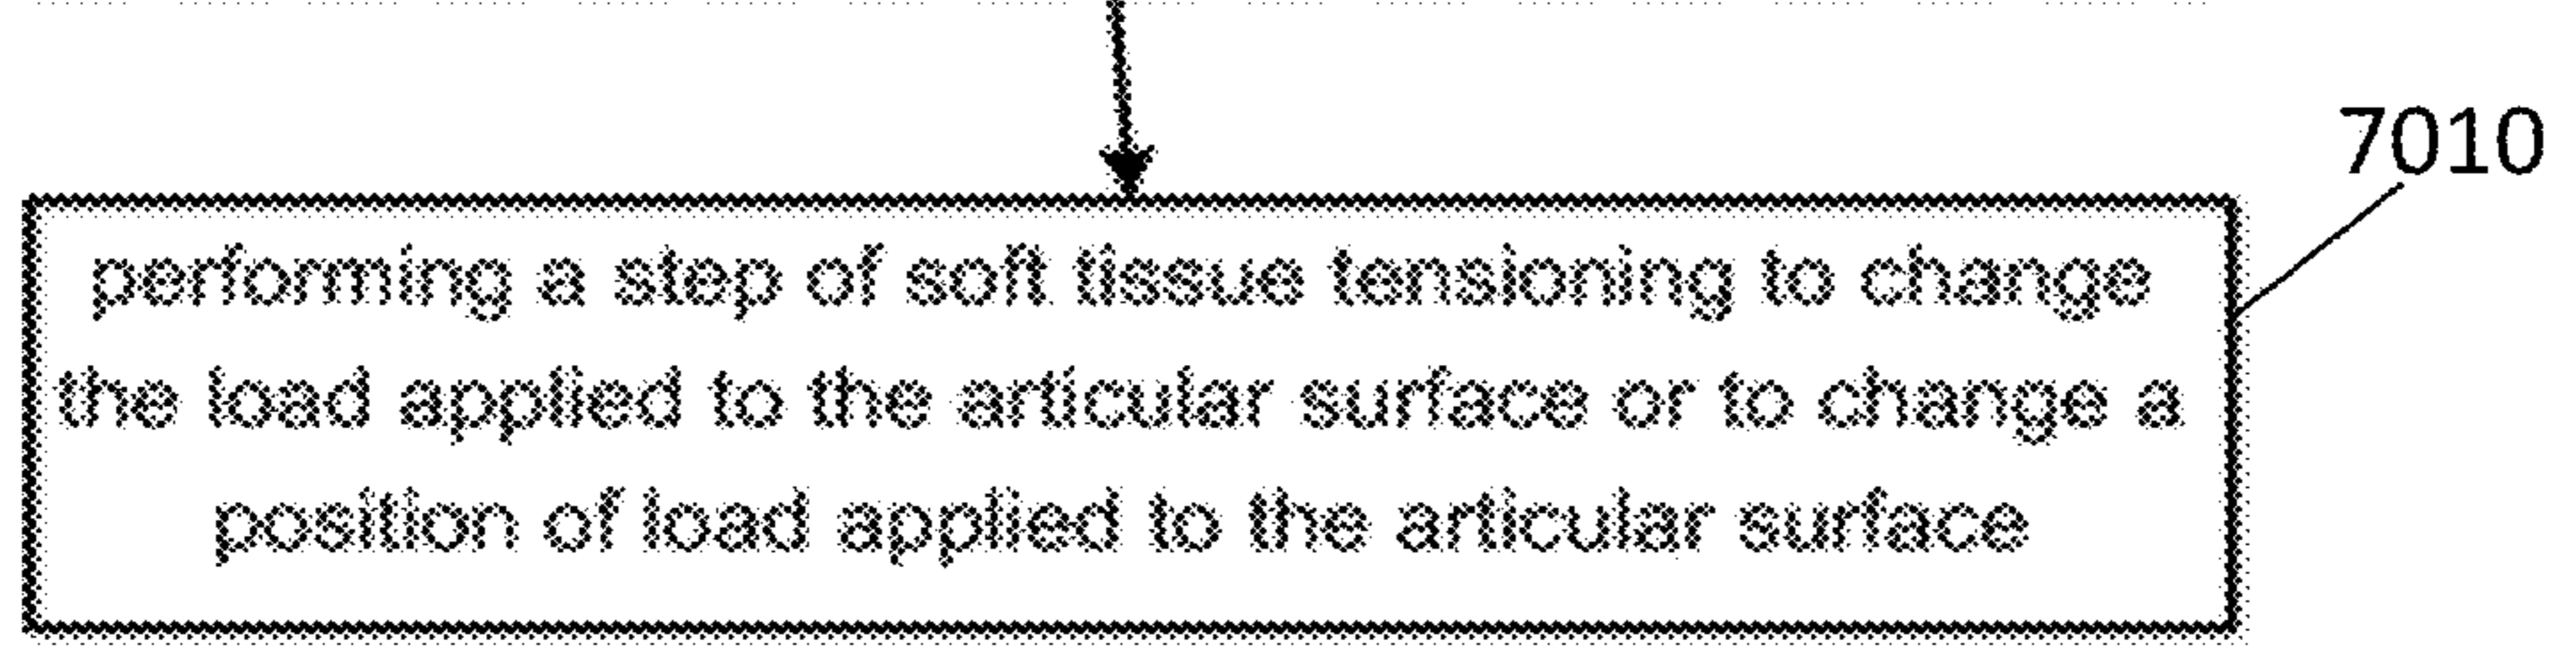 7010
performing a step of soft tissue tensioning to change
the load applied to the articular surface or to change a
position of load applied to the articular surface